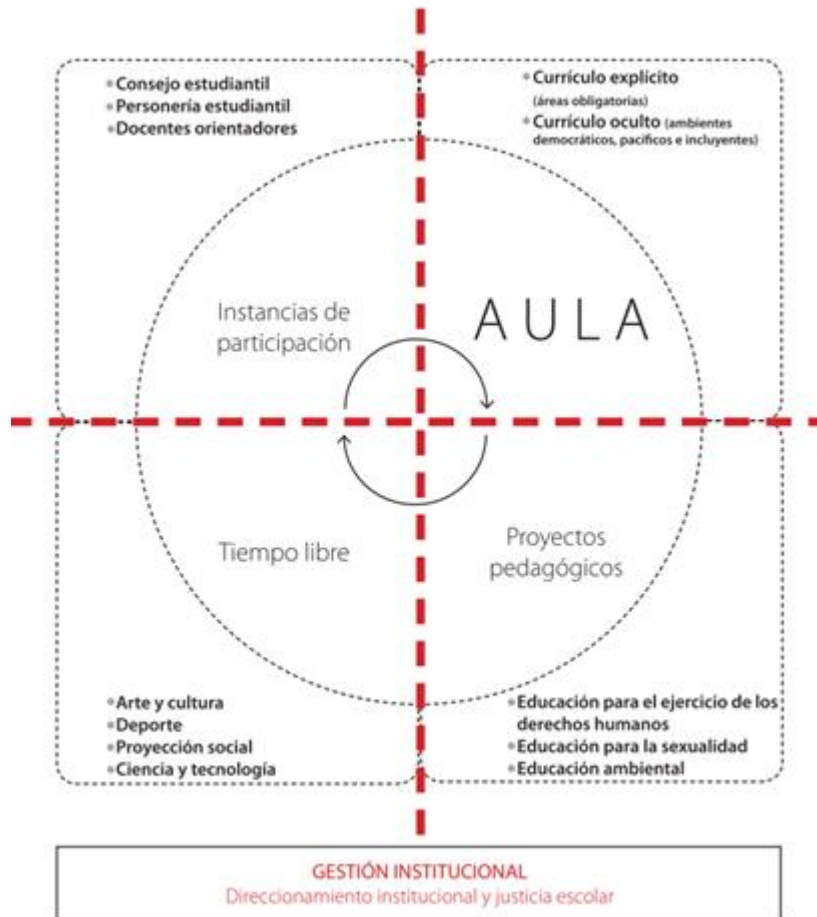 • Consejo estudiantil
• Personería estudiantil
• Docentes orientadores
• Currículo explícito
(áreas obligatorias)
• Currículo oculto (ambientes
democráticos, pacíficos e incluyentes)
Instancias de
participación
AULA
Tiempo libre
Proyectos
pedagógicos
• Arte y cultura
• Deporte
• Proyección social
• Ciencia y tecnología
• Educación para el ejercicio de los
derechos humanos
• Educación para la sexualidad
• Educación ambiental
GESTIÓN INSTITUCIONAL
Direccionamiento institucional y justicia escolar